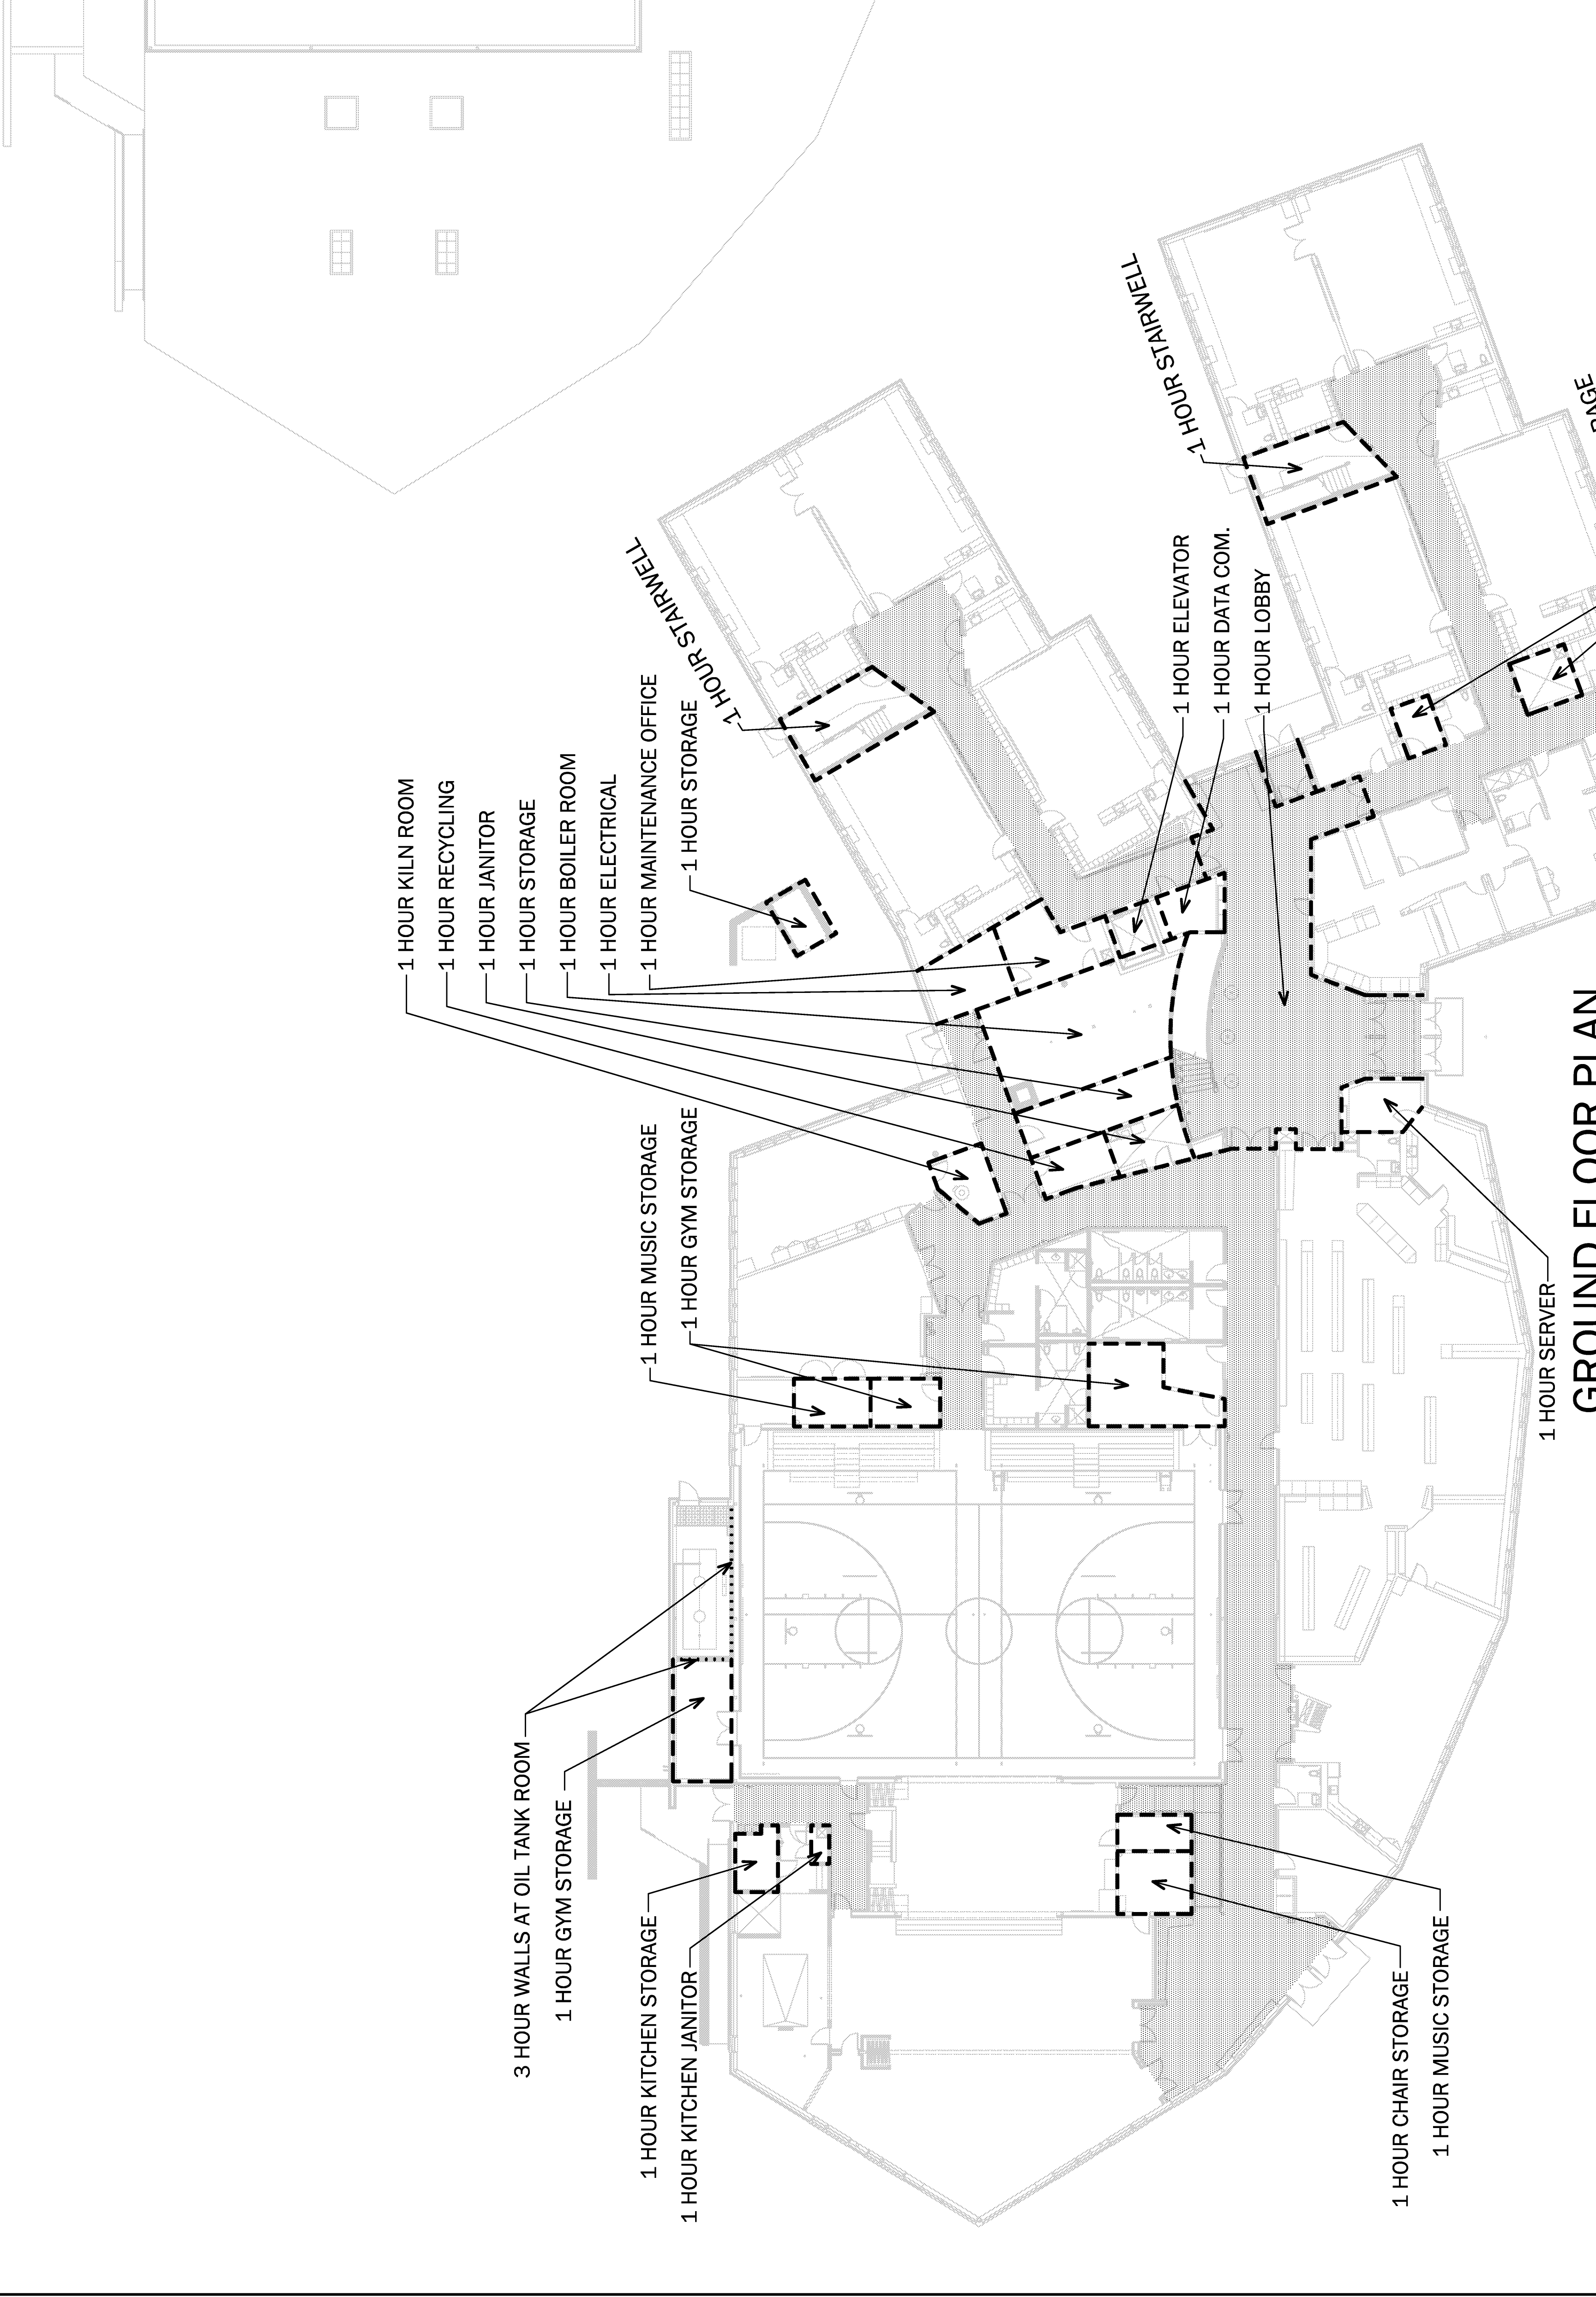 3 HOUR WALLS AT OIL TANK ROOM
1 HOUR GYM STORAGE
1 HOUR KITCHEN STORAGE
1 HOUR KITCHEN JANITOR
1 HOUR MUSIC STORAGE
1 HOUR GYM STORAGE
1 HOUR KILN ROOM
1 HOUR RECYCLING
1 HOUR JANITOR
1 HOUR STORAGE
1 HOUR BOILER ROOM
1 HOUR ELECTRICAL
1 HOUR MAINTENANCE OFFICE
1 HOUR STORAGE
1 HOUR STAIRWELL
1 HOUR STAIRWELL
1 HOUR ELEVATOR
1 HOUR DATA COM.
1 HOUR LOBBY
1 HOUR CHAIR STORAGE
1 HOUR MUSIC STORAGE
1 HOUR SERVER
GROUND FLOOR PLAN